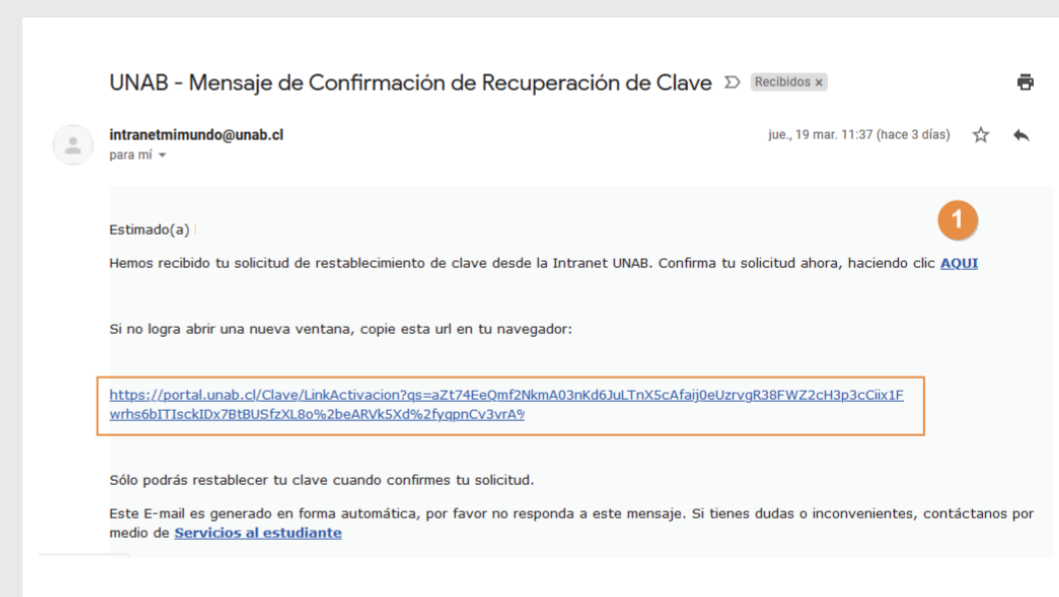 UNAB - Mensaje de Confirmación de Recuperación de Clave Recibidos x
intranetmimundo@unab.cl jue., 19 mar. 11:37 (hace 3 días)
para mí
1
Estimado(a)
Hemos recibido tu solicitud de restablecimiento de clave desde la Intranet UNAB. Confirma tu solicitud ahora, haciendo clic AQUI
Si no logra abrir una nueva ventana, copie esta url en tu navegador:
https://portal.unab.cl/Clave/LinkActivacion?qs=aZt74EeQmf2NkmA03nKd6JuLTnX5cAfaij0eUzrvgR38FWZ2cH3p3cCiix1F
wrhs6bITIsckIDx7BtBUSfzXL8o%2beARVk5Xd%2fyqpnCv3vrA%
Sólo podrás restablecer tu clave cuando confirmes tu solicitud.
Este E-mail es generado en forma automática, por favor no responda a este mensaje. Si tienes dudas o inconvenientes, contáctanos por
medio de Servicios al estudiante